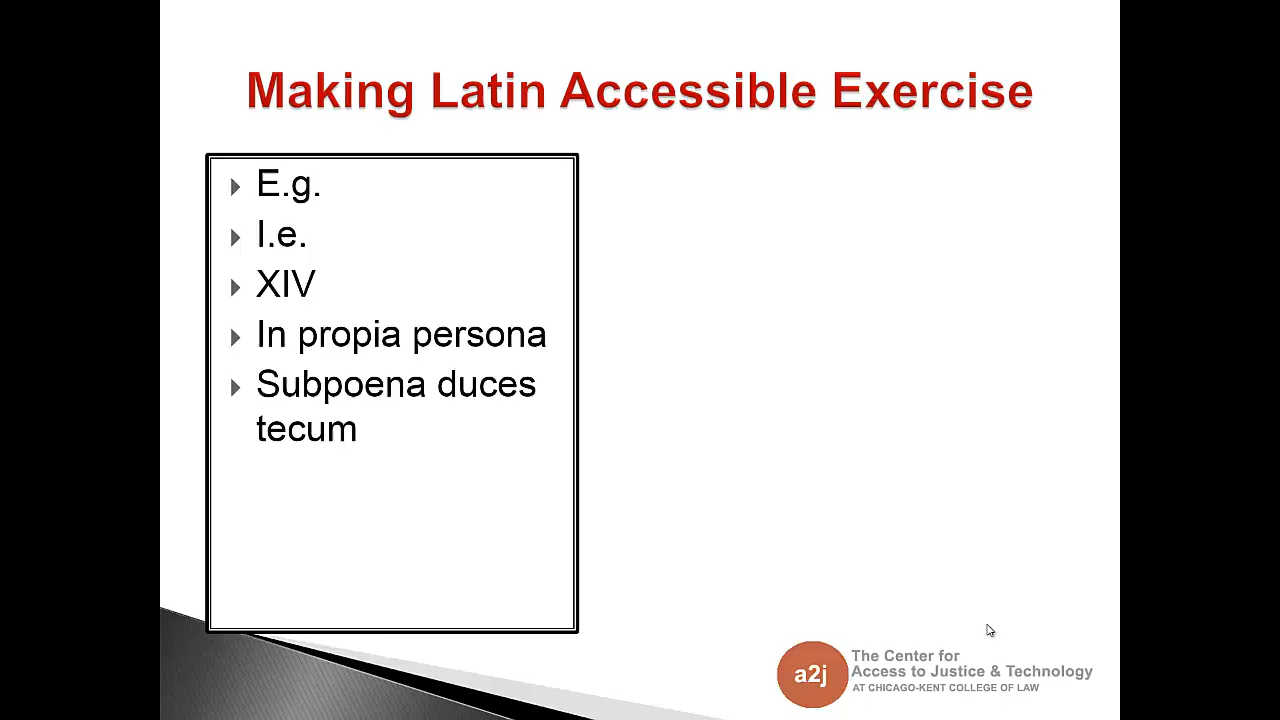 Making Latin Accessible Exercise
E.g.
I.e.
XIV
In propia persona
Subpoena duces
tecum
a2j
The Center for
Access to Justice & Technology
AT CHICAGO-KENT COLLEGE OF LAW